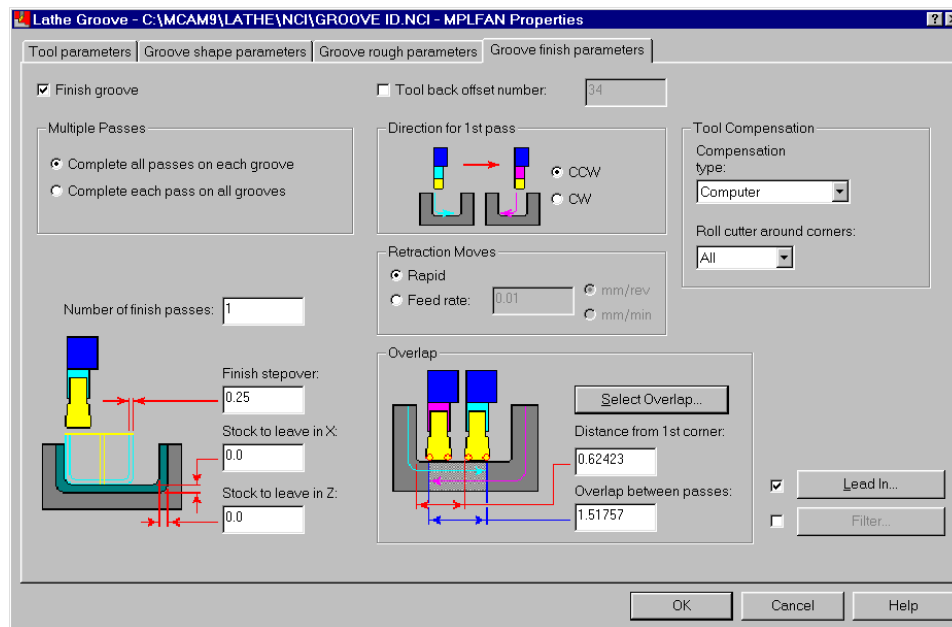 Lathe Groove - C:\MCAM9\LATHE\NCI\GROOVE ID.NCI - MPLFAN Properties
Tool parameters
Groove shape parameters
Groove rough parameters
Groove finish parameters
Finish groove
Tool back offset number:
34
Multiple Passes
Complete all passes on each groove
Complete each pass on all grooves
Direction for 1st pass
CCW
CW
Tool Compensation
Compensation
type:
Computer
Roll cutter around corners:
All
Retraction Moves
Rapid
Feed rate:
0.01
mm/rev
mm/min
Number of finish passes:
1
Finish stepover:
0.25
Stock to leave in X:
0.0
Stock to leave in Z:
0.0
Overlap
Select Overlap...
Distance from 1st corner:
0.62423
Overlap between passes:
1.51757
Lead In...
Filter...
OK
Cancel
Help